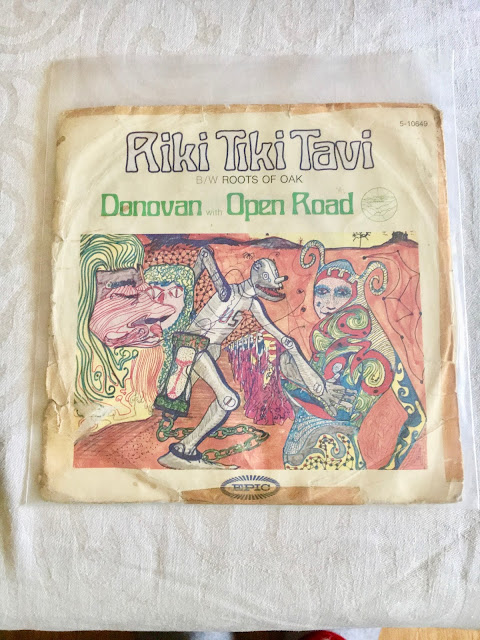 5-10649
Riki Tiki Tavi
B/W ROOTS OF OAK
Donovan with Open Road
EPIC